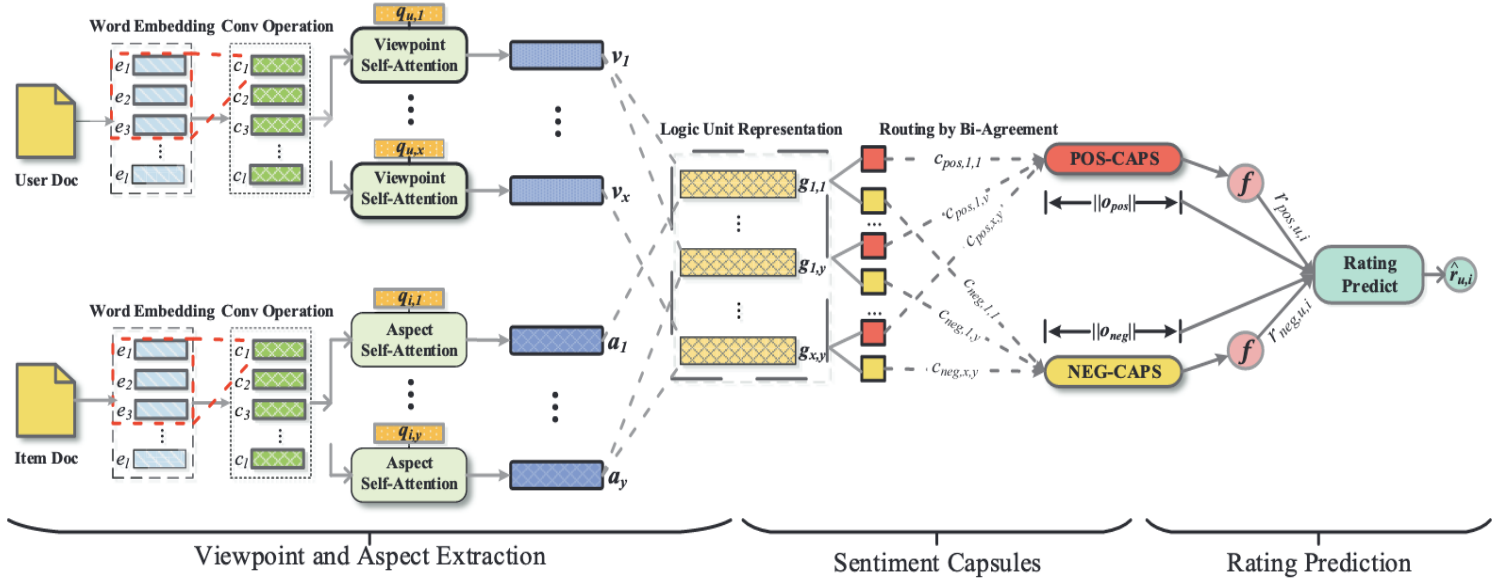 Word Embedding Conv Operation
q_{u,1}
Viewpoint
Self-Attention
v_1
e_1
e_2
e_3
e_l
c_1
c_2
c_3
c_l
User Doc
q_{u,x}
Viewpoint
Self-Attention
v_x
Word Embedding Conv Operation
q_{i,1}
Aspect
Self-Attention
a_1
e_1
e_2
e_3
e_l
c_1
c_2
c_3
c_l
Item Doc
q_{i,y}
Aspect
Self-Attention
a_y
Logic Unit Representation
g_{1,1}
g_{1,y}
g_{x,y}
Routing by Bi-Agreement
c_{pos,1,1}
c_{pos,1,y}
c_{pos,x,y}
c_{neg,1,1}
c_{neg,1,y}
c_{neg,x,y}
POS-CAPS
||o_{pos}||
||o_{neg}||
NEG-CAPS
f
r_{pos,u,i}
f
r_{neg,u,i}
Rating
Predict
r̂_{u,i}
Viewpoint and Aspect Extraction
Sentiment Capsules
Rating Prediction